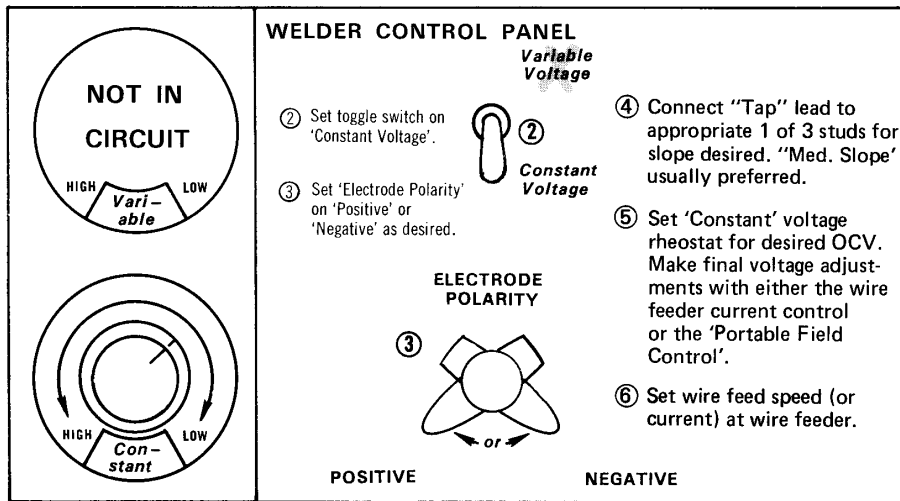 NOT IN
CIRCUIT
HIGH
LOW
Vari–
able
HIGH
LOW
Con–
stant
WELDER CONTROL PANEL
Variable
Voltage
② Set toggle switch on
'Constant Voltage'.
②
Constant
Voltage
③ Set 'Electrode Polarity'
on 'Positive' or
'Negative' as desired.
ELECTRODE
POLARITY
③
or
POSITIVE
NEGATIVE
④ Connect "Tap" lead to
appropriate 1 of 3 studs for
slope desired. "Med. Slope'
usually preferred.
⑤ Set 'Constant' voltage
rheostat for desired OCV.
Make final voltage adjust-
ments with either the wire
feeder current control
or the 'Portable Field
Control'.
⑥ Set wire feed speed (or
current) at wire feeder.